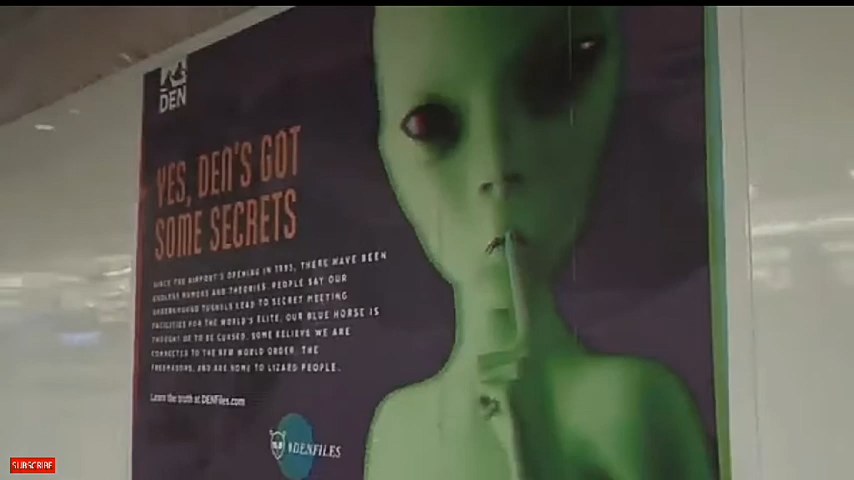 DEN
YES, DEN'S GOT
SOME SECRETS
SINCE THE AIRPORT'S OPENING IN 1995, THERE HAVE BEEN
ENDLESS RUMORS AND THEORIES. PEOPLE SAY OUR
UNDERGROUND TUNNELS LEAD TO SECRET MEETING
FACILITIES FOR THE WORLD'S ELITE. OUR BLUE HORSE IS
THOUGHT TO BE CURSED. SOME BELIEVE WE ARE
CONNECTED TO THE NEW WORLD ORDER, THE
FREEMASONS, AND ARE HOME TO LIZARD PEOPLE.
Learn the truth at DENFiles.com
#DENFILES
SUBSCRIBE